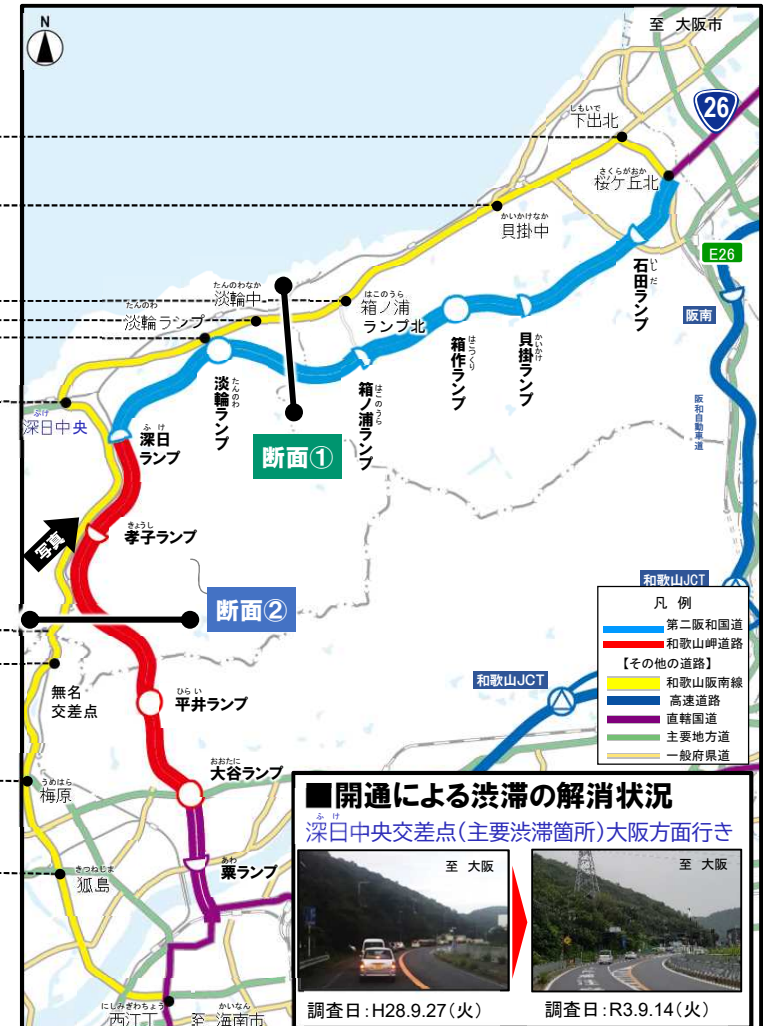 N
至 大阪市
26
しもいで
下出北
さくらがおか
桜ケ丘北
かいかけなか
貝掛中
E26
いしだ
石田ランプ
阪南
たんのわなか
淡輪中
はこのうら
箱ノ浦
ランプ北
たんのわ
淡輪ランプ
かいかけ
貝掛ランプ
はこつくり
箱作ランプ
はこのうら
箱ノ浦ランプ
たんのわ
淡輪ランプ
阪和自動車道
ふけ
深日中央
ふけ
深日
ランプ
断面①
きょうし
孝子ランプ
写真
断面②
和歌山JCT
凡 例
第二阪和国道
和歌山岬道路
【その他の道路】
和歌山阪南線
高速道路
直轄国道
主要地方道
一般府県道
無名
交差点
ひらい
平井ランプ
和歌山JCT
おおたに
大谷ランプ
うめはら
梅原
きつねじま
狐島
あわ
粟ランプ
にしみぎわちょう
西汀丁
かいなん
至 海南市
■開通による渋滞の解消状況
ふけ
深日中央交差点(主要渋滞箇所)大阪方面行き
至 大阪
至 大阪
調査日:H28.9.27(火)
調査日:R3.9.14(火)